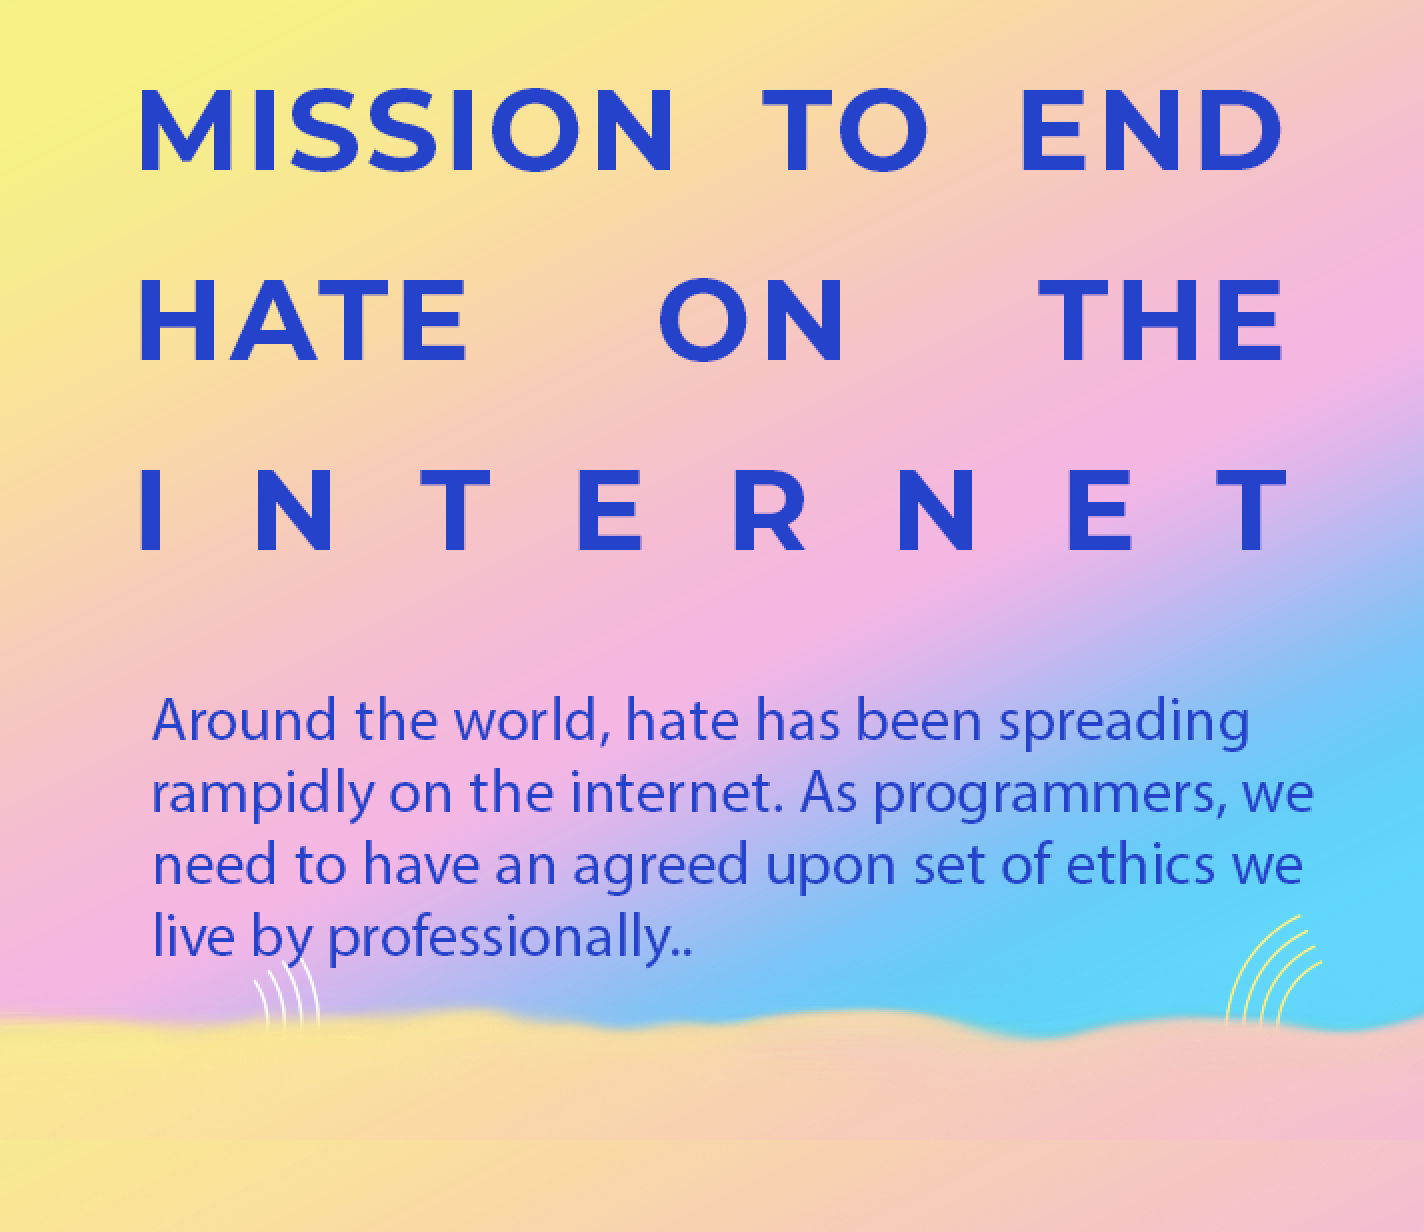 MISSION TO END
HATE ON THE
INTERNET
Around the world, hate has been spreading
rampidly on the internet. As programmers, we
need to have an agreed upon set of ethics we
live by professionally..